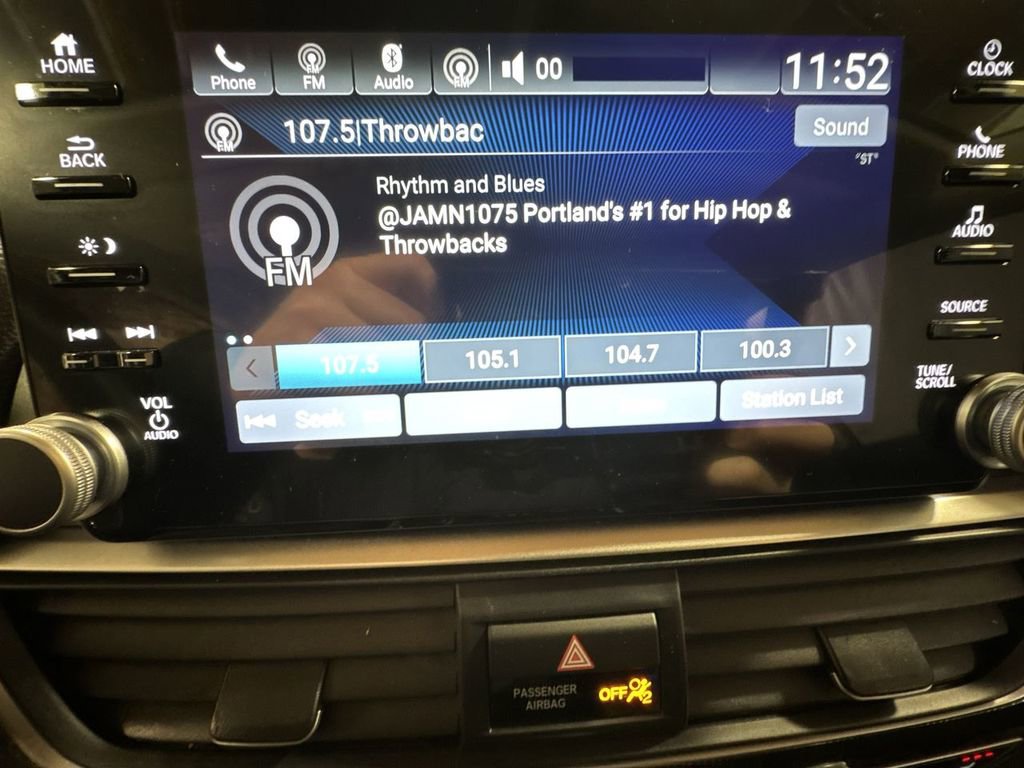 HOME
BACK
VOL
AUDIO
Phone
FM
Audio
FM
00
11:52
FM
107.5|Throwbac
Sound
"ST"
FM
Rhythm and Blues
@JAMN1075 Portland's #1 for Hip Hop &
Throwbacks
107.5
105.1
104.7
100.3
Seek
Station List
CLOCK
PHONE
AUDIO
SOURCE
TUNE/
SCROLL
PASSENGER
AIRBAG
OFF
2